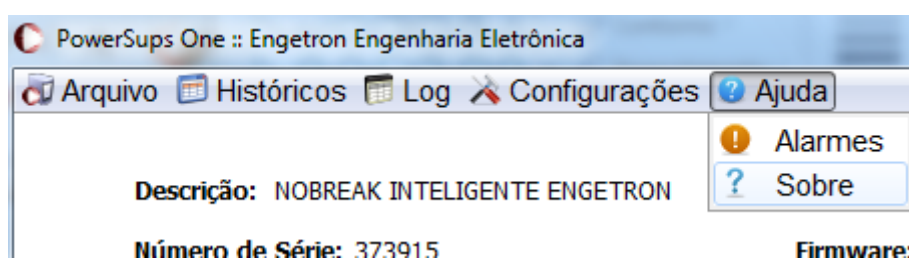 PowerSups One :: Engetron Engenharia Eletrônica
Arquivo Históricos Log Configurações Ajuda
Alarmes
Descrição: NOBREAK INTELIGENTE ENGETRON
Sobre
Número de Série: 373915 Firmware: